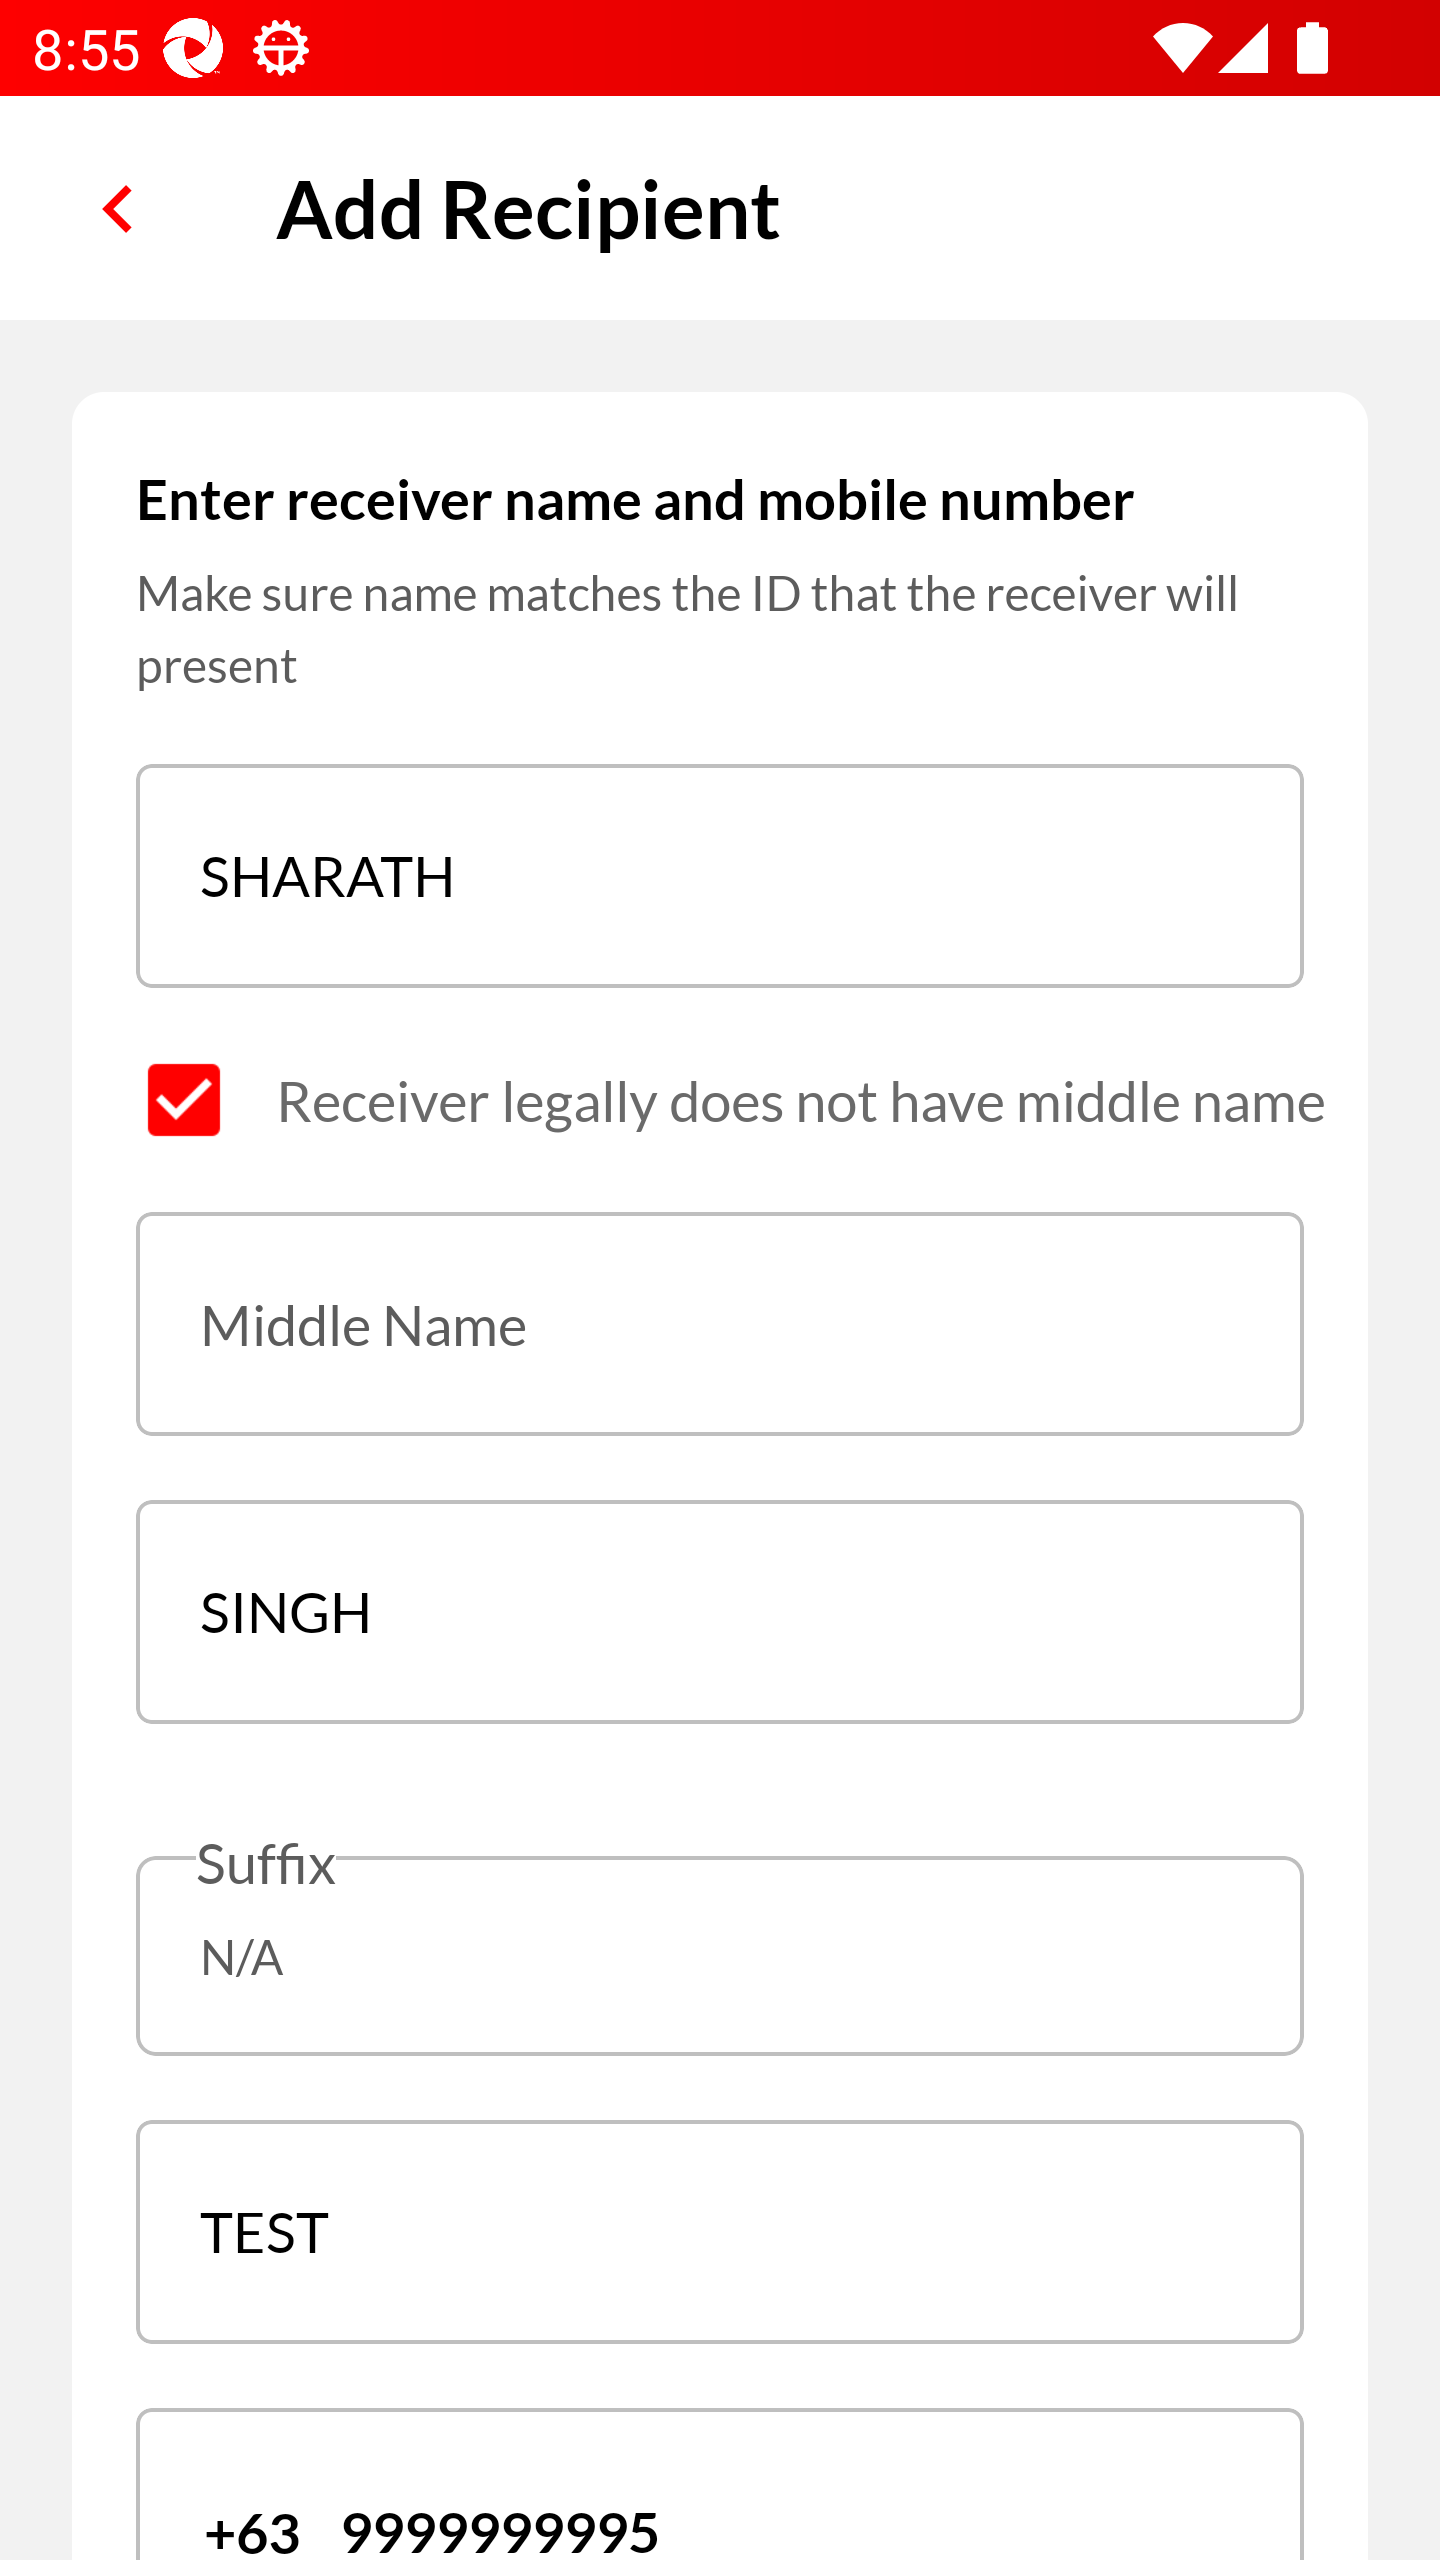 8:55
Add Recipient
Enter receiver name and mobile number
Make sure name matches the ID that the receiver will
present
SHARATH
Receiver legally does not have middle name
Middle Name
SINGH
Suffix
N/A
TEST
+63 9999999995